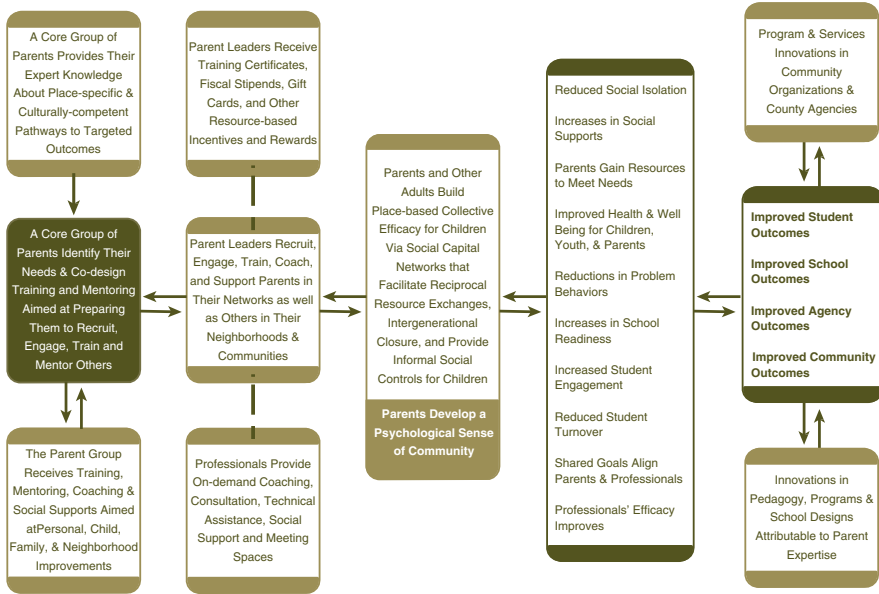 A Core Group of
Parents Provides Their
Expert Knowledge
About Place-specific &
Culturally-competent
Pathways to Targeted
Outcomes
A Core Group of
Parents Identify Their
Needs & Co-design
Training and Mentoring
Aimed at Preparing
Them to Recruit,
Engage, Train and
Mentor Others
The Parent Group
Receives Training,
Mentoring, Coaching &
Social Supports Aimed
atPersonal, Child,
Family, & Neighborhood
Improvements
Parent Leaders Receive
Training Certificates,
Fiscal Stipends, Gift
Cards, and Other
Resource-based
Incentives and Rewards
Parent Leaders Recruit,
Engage, Train, Coach,
and Support Parents in
Their Networks as well
as Others in Their
Neighborhoods &
Communities
Professionals Provide
On-demand Coaching,
Consultation, Technical
Assistance, Social
Support and Meeting
Spaces
Parents and Other
Adults Build
Place-based Collective
Efficacy for Children
Via Social Capital
Networks that
Facilitate Reciprocal
Resource Exchanges,
Intergenerational
Closure, and Provide
Informal Social
Controls for Children
Parents Develop a
Psychological Sense
of Community
Reduced Social Isolation
Increases in Social
Supports
Parents Gain Resources
to Meet Needs
Improved Health & Well
Being for Children,
Youth, & Parents
Reductions in Problem
Behaviors
Increases in School
Readiness
Increased Student
Engagement
Reduced Student
Turnover
Shared Goals Align
Parents & Professionals
Professionals' Efficacy
Improves
Program & Services
Innovations in
Community
Organizations &
County Agencies
Improved Student
Outcomes
Improved School
Outcomes
Improved Agency
Outcomes
Improved Community
Outcomes
Innovations in
Pedagogy, Programs &
School Designs
Attributable to Parent
Expertise